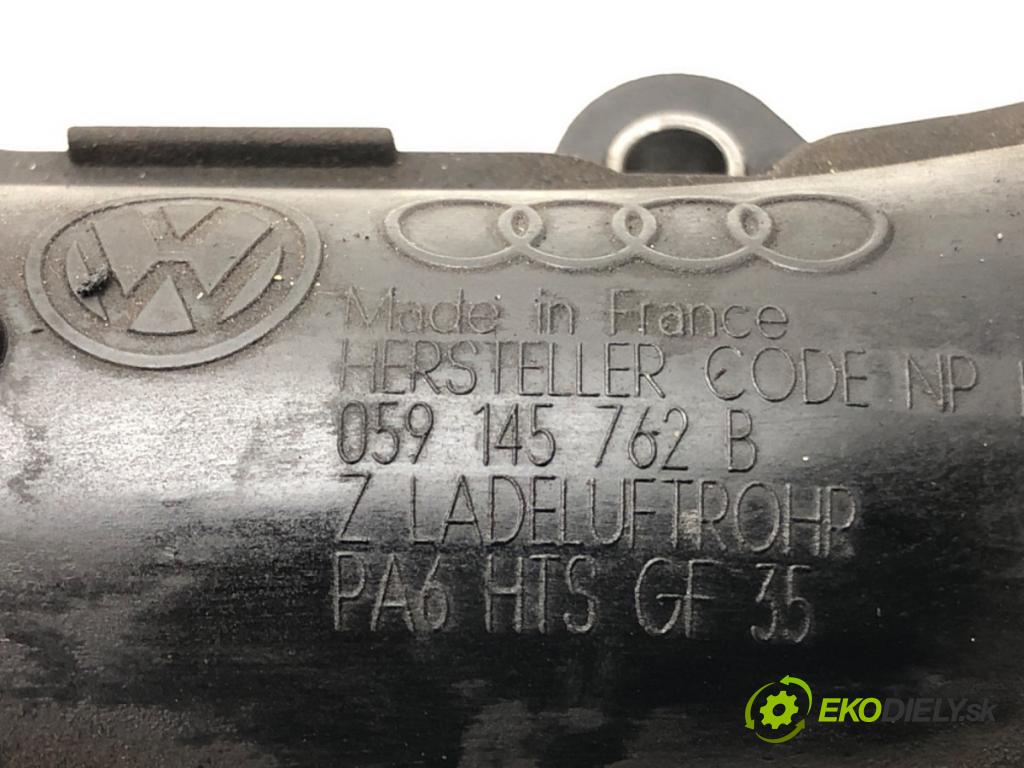 Made in France
HERSTELLER CODE NP
059 145 762 B
Z LADELUFTROHR
PA6 HTS GF 35
EKODIELY.sk